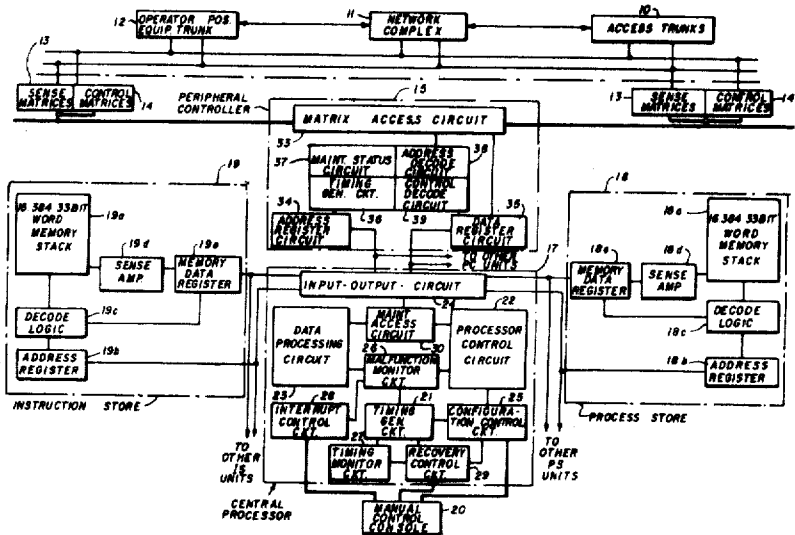 12
OPERATOR POS.
EQUIP. TRUNK
11
NETWORK
COMPLEX
10
ACCESS TRUNKS
13
SENSE
MATRICES
CONTROL
MATRICES
14
PERIPHERAL
CONTROLLER
15
MATRIX ACCESS CIRCUIT
33
13
SENSE
MATRICES
CONTROL
MATRICES
14
37
MAINT STATUS
CIRCUIT
ADDRESS
DECODE
CIRCUIT
38
TIMING
GEN. CKT.
CONTROL
DECODE
CIRCUIT
36
39
34
ADDRESS
REGISTER
CIRCUIT
35
DATA
REGISTER
CIRCUIT
TO OTHER
PC UNITS
19
16 384 33BIT
WORD
MEMORY
STACK
19a
19d
SENSE
AMP.
19e
MEMORY
DATA
REGISTER
DECODE
LOGIC
19c
ADDRESS
REGISTER
19b
INSTRUCTION STORE
TO
OTHER
IS
UNITS
17
INPUT-OUTPUT-CIRCUIT
24
DATA
PROCESSING
CIRCUIT
23
MAINT
ACCESS
CIRCUIT
30
22
PROCESSOR
CONTROL
CIRCUIT
26
MALFUNCTION
MONITOR
CKT.
28
INTERRUPT
CONTROL
CKT.
21
TIMING
GEN.
CKT.
25
CONFIGURA-
TION CONTROL
CKT.
27
TIMING
MONITOR
CKT.
RECOVERY
CONTROL
CKT.
29
CENTRAL
PROCESSOR
MANUAL
CONTROL
CONSOLE
20
TO
OTHER
PS
UNITS
18
18a
16 384 33BIT
WORD
MEMORY
STACK
18e
MEMORY
DATA
REGISTER
18d
SENSE
AMP
DECODE
LOGIC
18c
18b
ADDRESS
REGISTER
PROCESS STORE